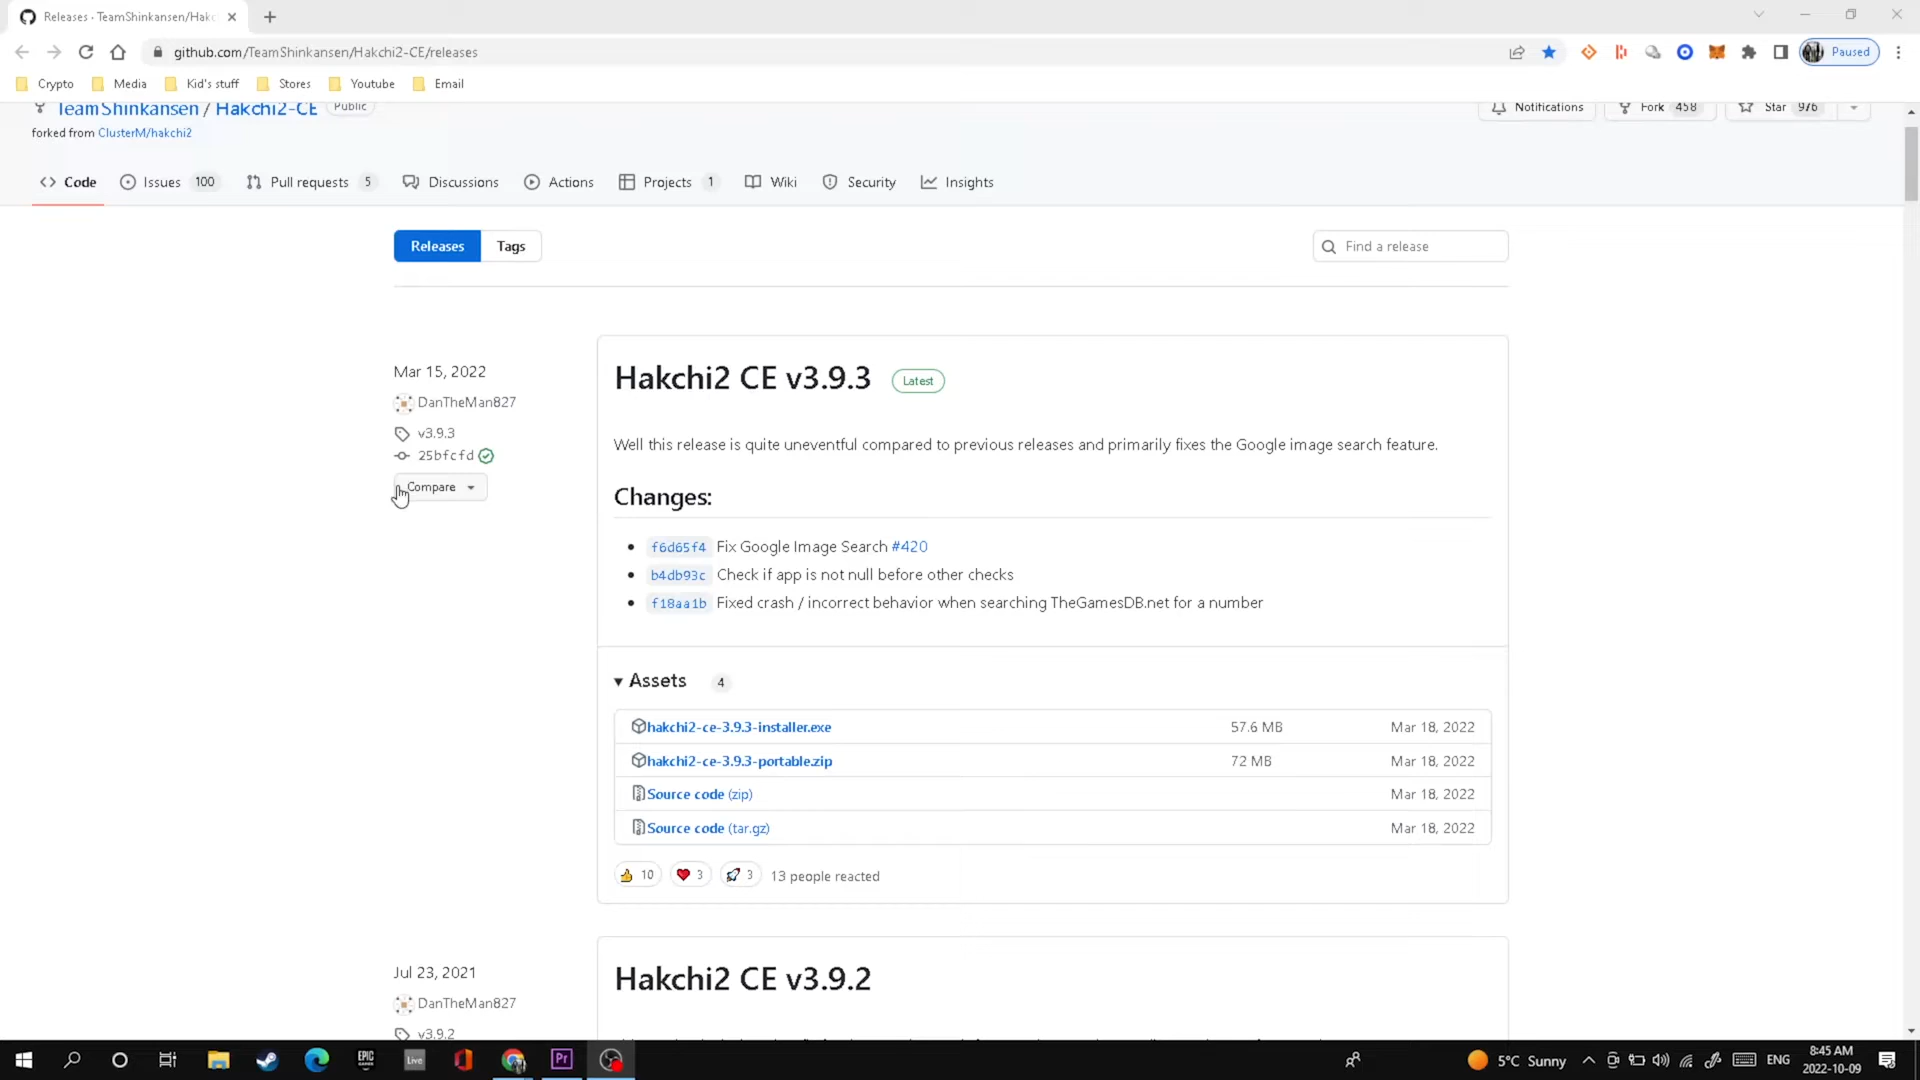 Releases · TeamShinkansen/Hakc
github.com/TeamShinkansen/Hakchi2-CE/releases
Paused
Crypto
Media
Kid's stuff
Stores
Youtube
Email
TeamShinkansen / Hakchi2-CE
Public
Notifications
Fork 458
Star 976
forked from ClusterM/hakchi2
Code
Issues 100
Pull requests 5
Discussions
Actions
Projects 1
Wiki
Security
Insights
Releases
Tags
Find a release
Mar 15, 2022
DanTheMan827
v3.9.3
25bfcfd
Compare
Hakchi2 CE v3.9.3
Latest
Well this release is quite uneventful compared to previous releases and primarily fixes the Google image search feature.
Changes:
f6d65f4 Fix Google Image Search #420
b4db93c Check if app is not null before other checks
f18aa1b Fixed crash / incorrect behavior when searching TheGamesDB.net for a number
Assets 4
hakchi2-ce-3.9.3-installer.exe 57.6 MB Mar 18, 2022
hakchi2-ce-3.9.3-portable.zip 72 MB Mar 18, 2022
Source code (zip) Mar 18, 2022
Source code (tar.gz) Mar 18, 2022
10
3
3
13 people reacted
Jul 23, 2021
DanTheMan827
v3.9.2
Hakchi2 CE v3.9.2
EPIC
Live
Pr
5°C Sunny
ENG
8:45 AM
2022-10-09